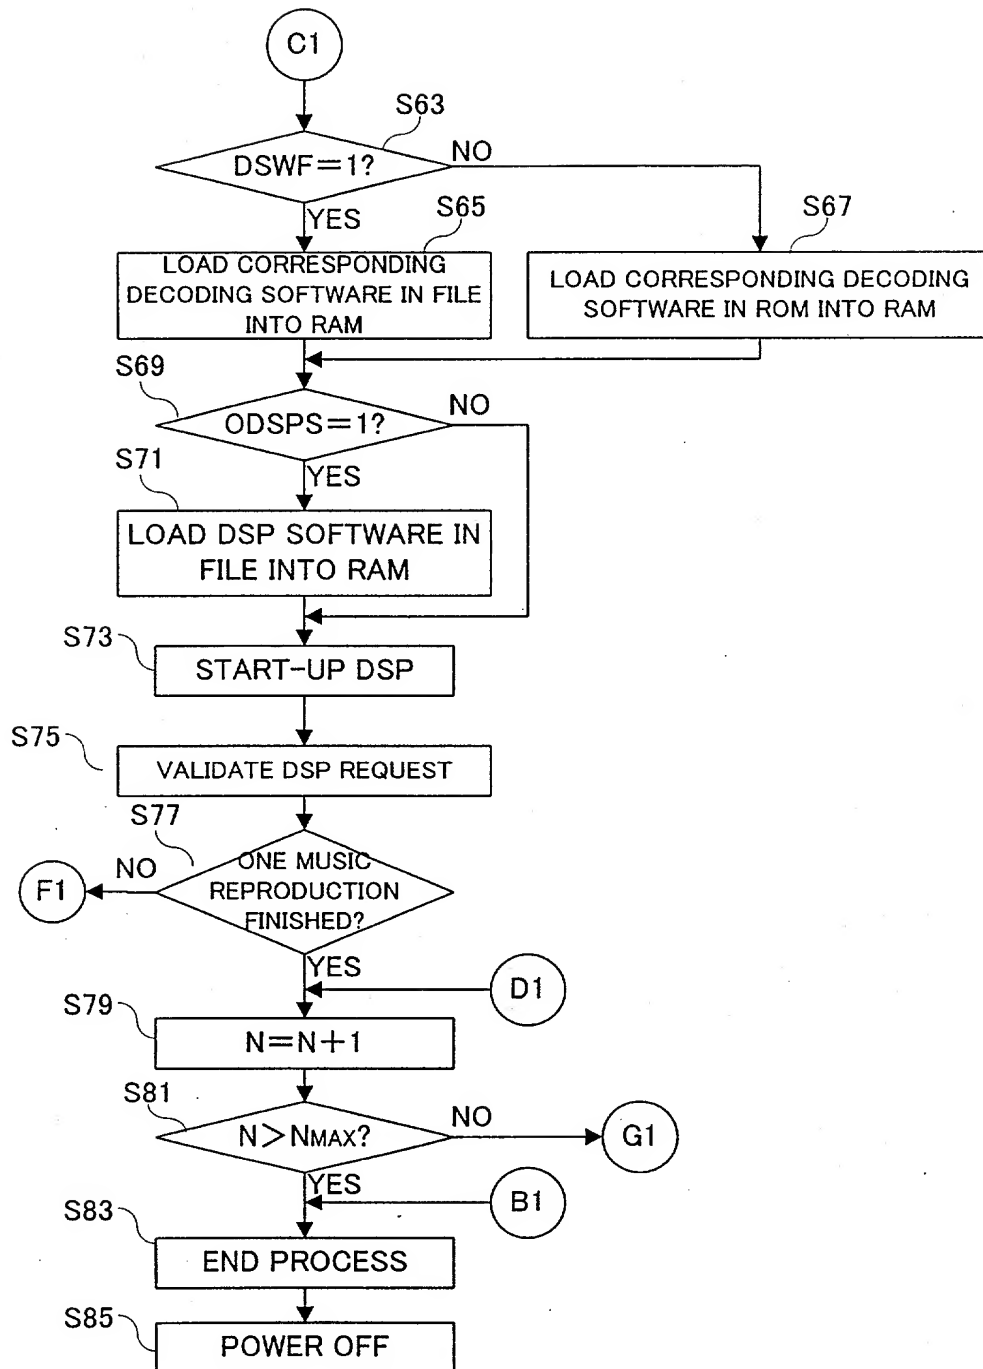 C1
S63
DSWF=1?
NO
YES
S65
S67
LOAD CORRESPONDING
DECODING SOFTWARE IN FILE
INTO RAM
LOAD CORRESPONDING DECODING
SOFTWARE IN ROM INTO RAM
S69
ODSPS=1?
NO
YES
S71
LOAD DSP SOFTWARE IN
FILE INTO RAM
S73
START-UP DSP
S75
VALIDATE DSP REQUEST
S77
ONE MUSIC
REPRODUCTION
FINISHED?
NO
F1
YES
D1
S79
N=N+1
S81
N>NMAX?
NO
G1
YES
B1
S83
END PROCESS
S85
POWER OFF